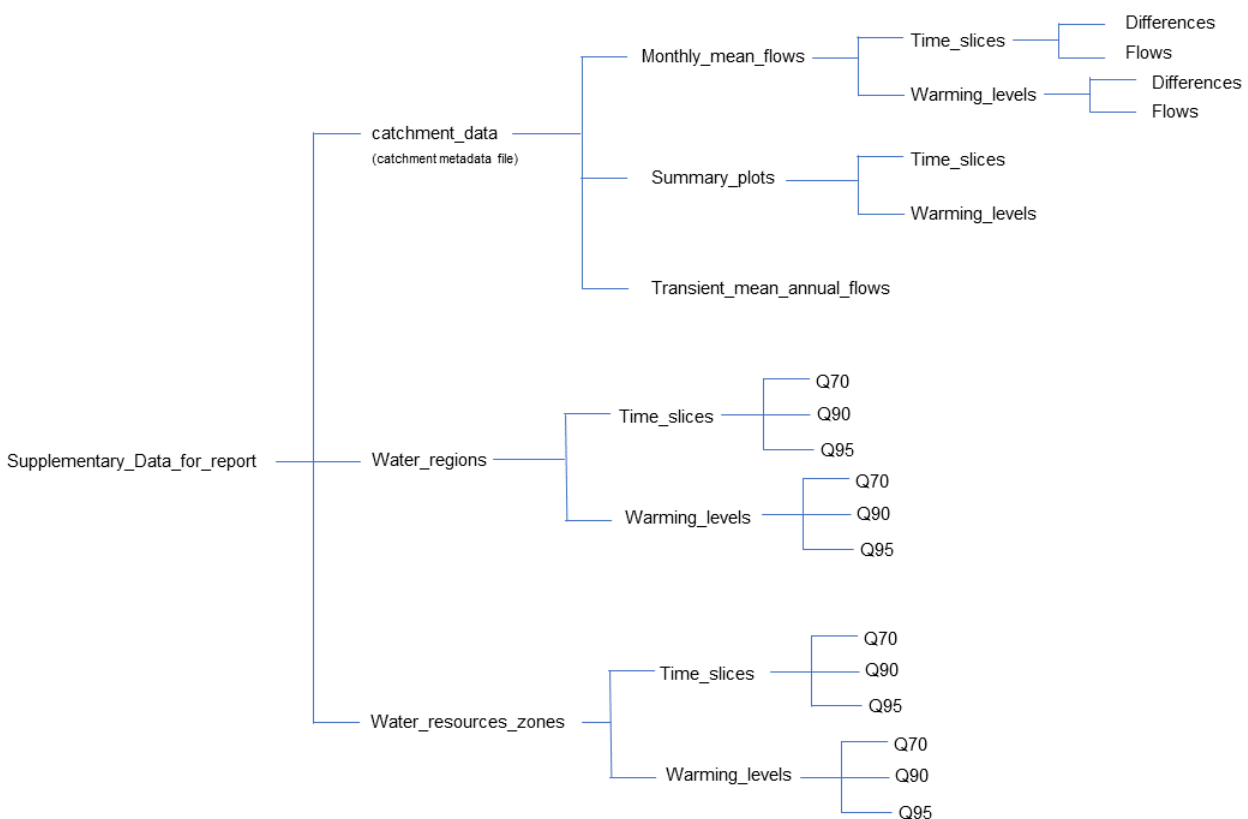 Supplementary_Data_for_report
catchment_data
(catchment metadata file)
Monthly_mean_flows
Time_slices
Differences
Flows
Warming_levels
Differences
Flows
Summary_plots
Time_slices
Warming_levels
Transient_mean_annual_flows
Water_regions
Time_slices
Q70
Q90
Q95
Warming_levels
Q70
Q90
Q95
Water_resources_zones
Time_slices
Q70
Q90
Q95
Warming_levels
Q70
Q90
Q95